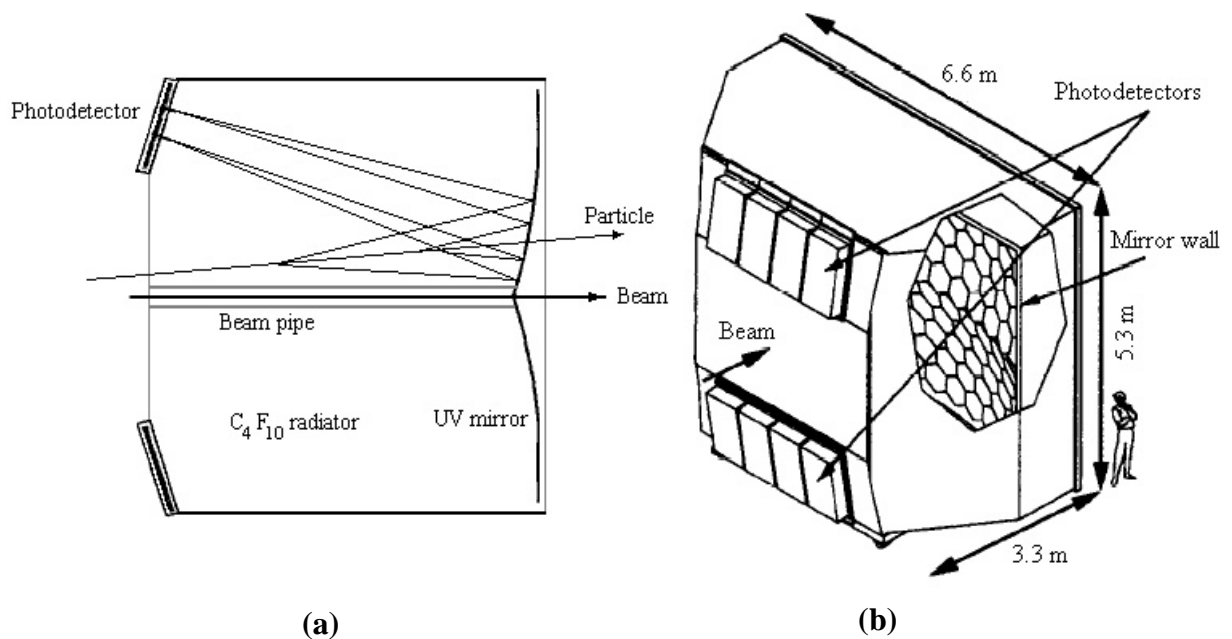 Photodetector
Particle
Beam
Beam pipe
C4 F10 radiator
UV mirror
(a)
6.6 m
Photodetectors
Mirror wall
Beam
5.3 m
3.3 m
(b)